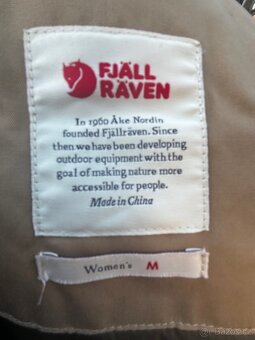 FJÄLL
RÄVEN
In 1960 Åke Nordin
founded Fjällräven. Since
then we have been developing
outdoor equipment with the
goal of making nature more
accessible for people.
Made in China
Women's M